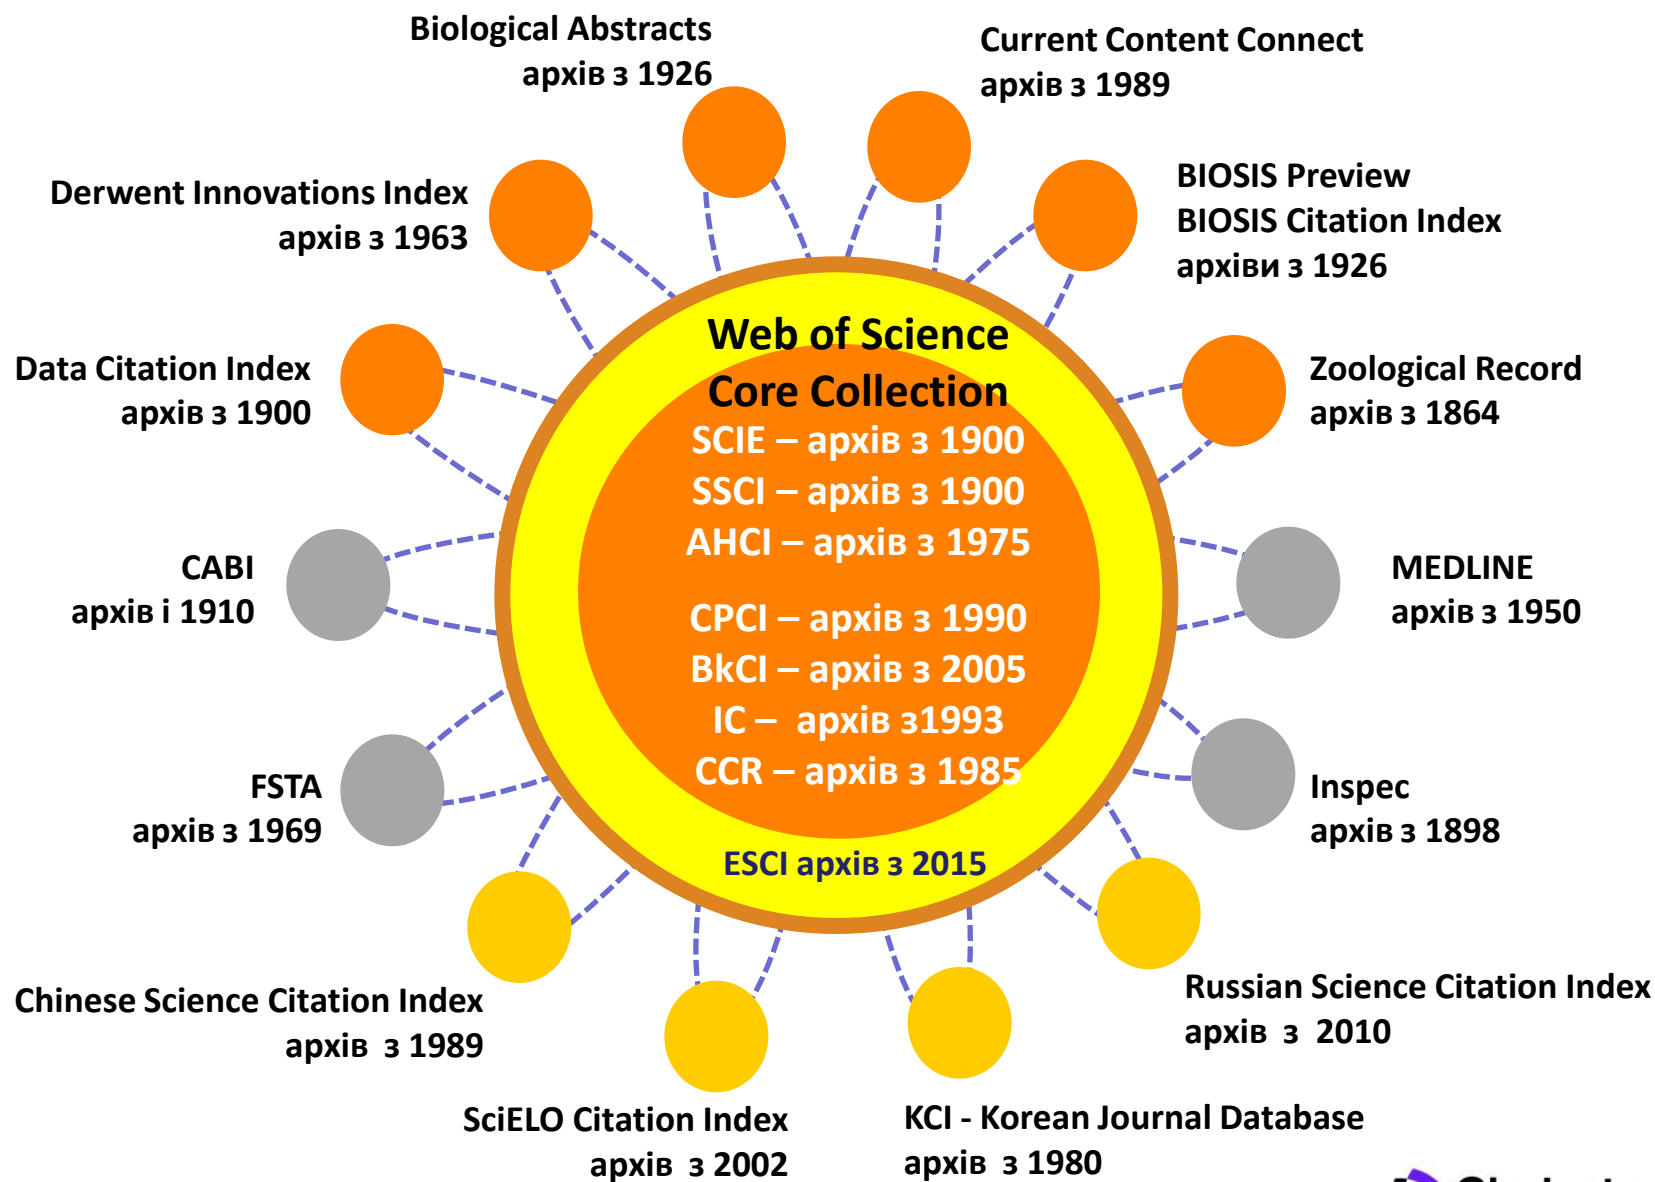 Biological Abstracts
архів з 1926
Current Content Connect
архів з 1989
Derwent Innovations Index
архів з 1963
BIOSIS Preview
BIOSIS Citation Index
архіви з 1926
Data Citation Index
архів з 1900
Zoological Record
архів з 1864
Web of Science
Core Collection
SCIE – архів з 1900
SSCI – архів з 1900
AHCI – архів з 1975
CPCI – архів з 1990
BkCI – архів з 2005
IC –  архів з1993
CCR – архів з 1985
ESCI архів з 2015
CABI
архів і 1910
MEDLINE
архів з 1950
FSTA
архів з 1969
Inspec
архів з 1898
Chinese Science Citation Index
архів  з 1989
Russian Science Citation Index
архів  з  2010
SciELO Citation Index
архів  з 2002
KCI - Korean Journal Database
архів  з 1980